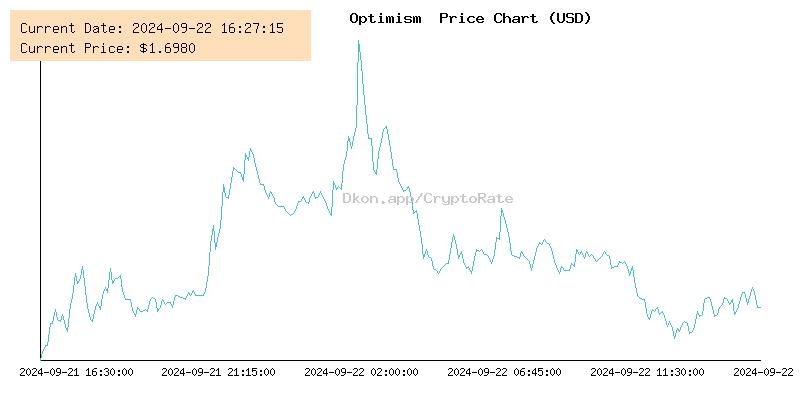 Optimism  Price Chart (USD)
Current Date: 2024-09-22 16:27:15
Current Price: $1.6980
Dkon.app/CryptoRate
2024-09-21 16:30:00 2024-09-21 21:15:00 2024-09-22 02:00:00 2024-09-22 06:45:00 2024-09-22 11:30:00 2024-09-22